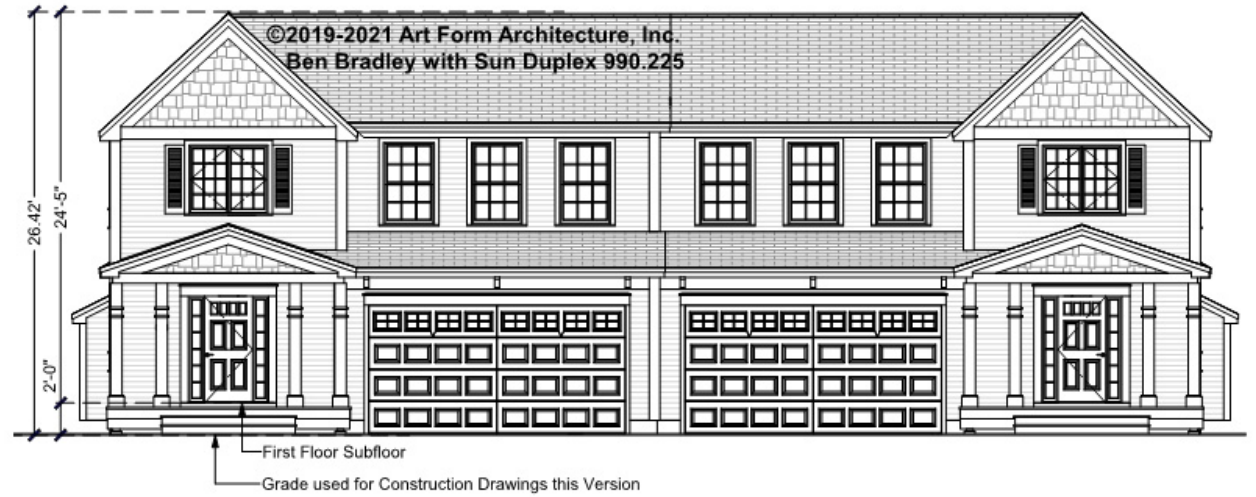 ©2019-2021 Art Form Architecture, Inc.
Ben Bradley with Sun Duplex 990.225
26.42'
24'-5"
2'-0"
First Floor Subfloor
Grade used for Construction Drawings this Version